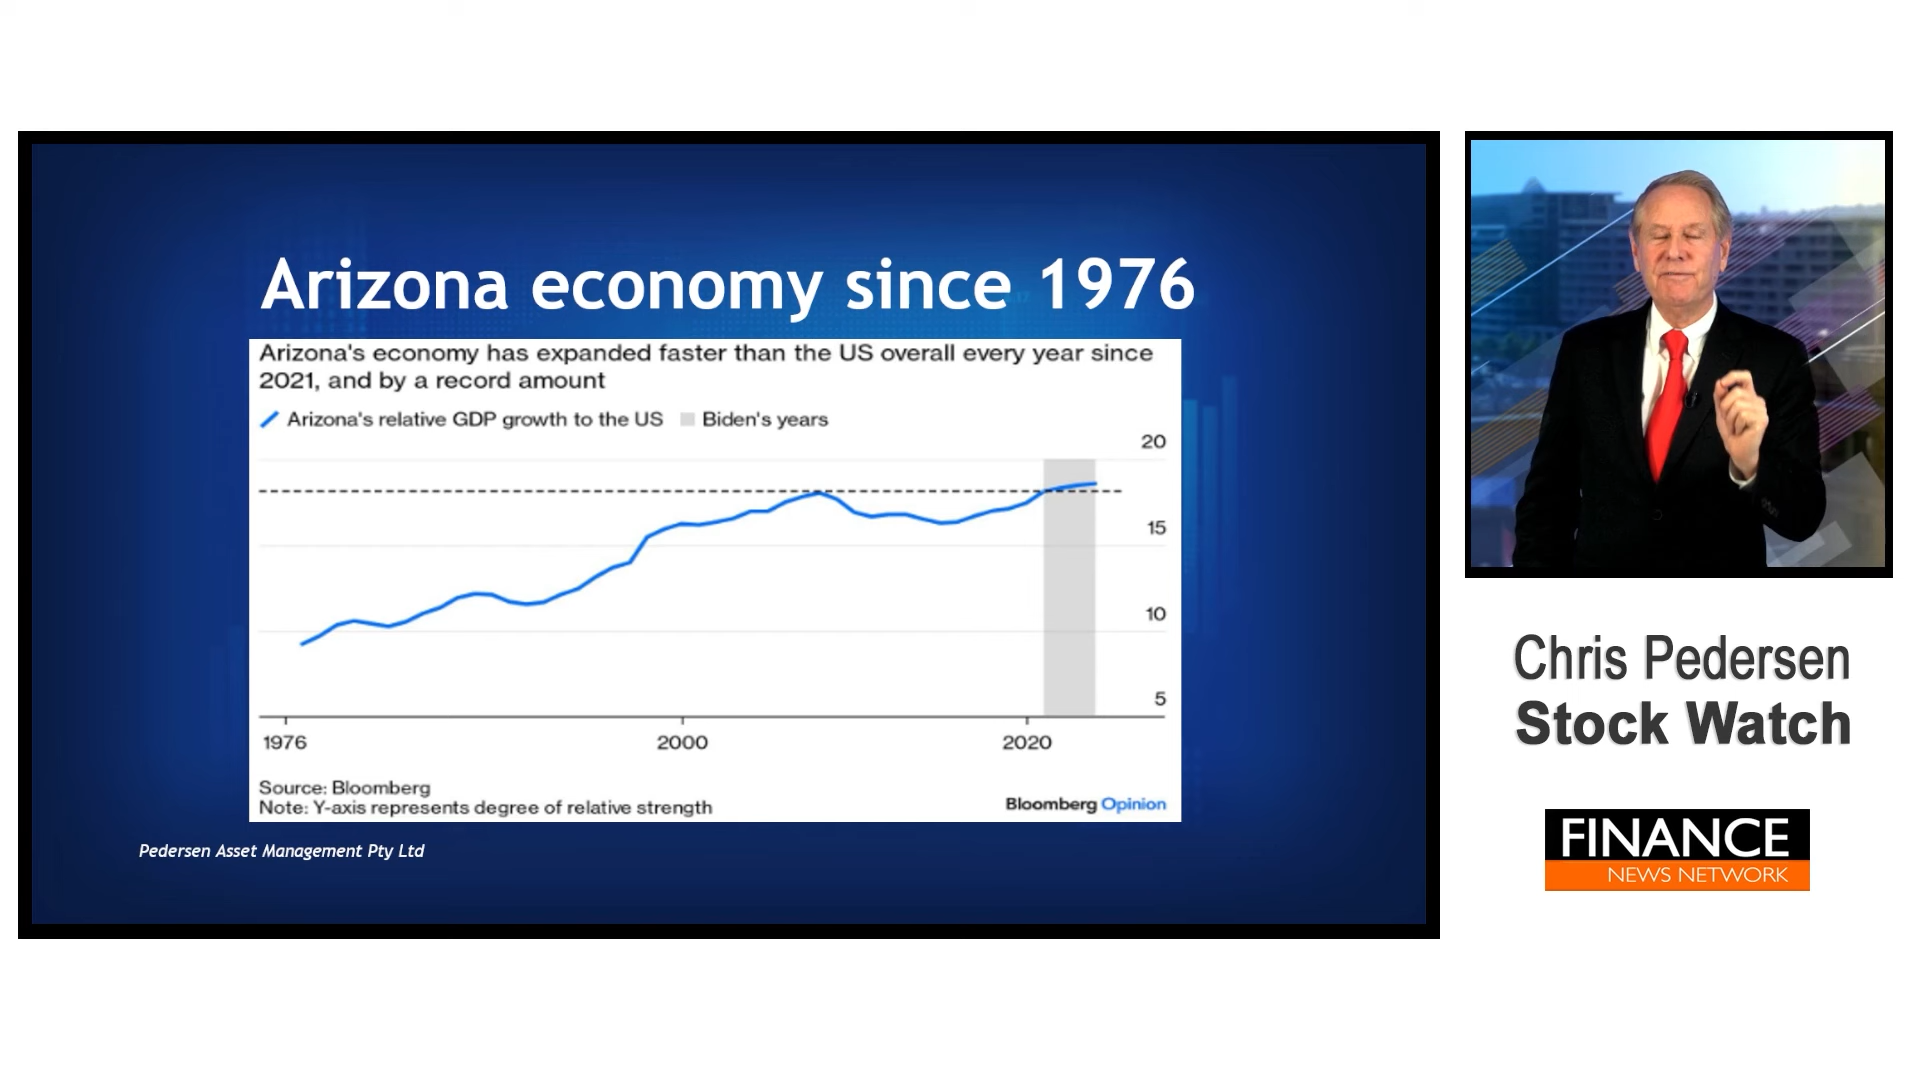 Arizona economy since 1976
Arizona's economy has expanded faster than the US overall every year since
2021, and by a record amount
Arizona's relative GDP growth to the US
Biden's years
20
15
10
5
1976
2000
2020
Source: Bloomberg
Note: Y-axis represents degree of relative strength
Bloomberg Opinion
Pedersen Asset Management Pty Ltd
Chris Pedersen
Stock Watch
FINANCE
NEWS NETWORK